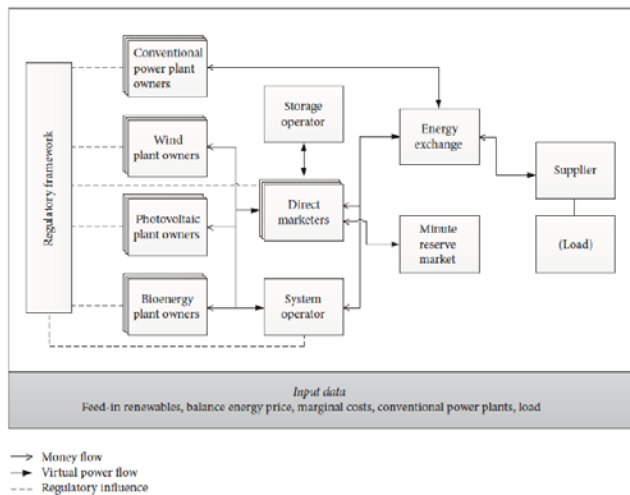 Conventional
power plant
owners
Regulatory framework
Storage
operator
Energy
exchange
Wind
plant owners
Supplier
Direct
marketers
Photovoltaic
plant owners
Minute
reserve
market
(Load)
Bioenergy
plant owners
System
operator
Input data
Feed-in renewables, balance energy price, marginal costs, conventional power plants, load
Money flow
Virtual power flow
Regulatory influence